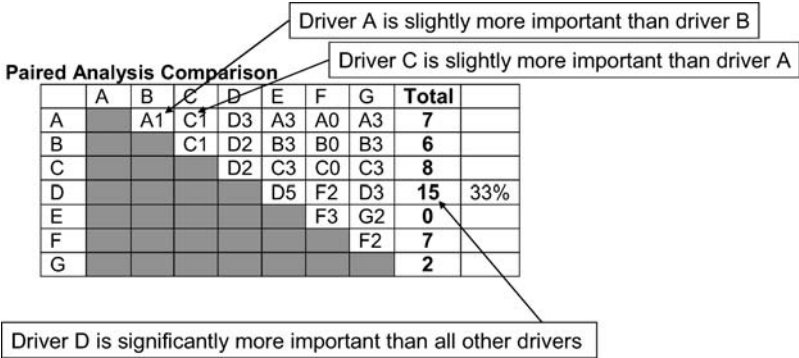 Driver A is slightly more important than driver B
Driver C is slightly more important than driver A
Paired Analysis Comparison
A B C D E F G Total
A A1 C1 D3 A3 A0 A3 7
B C1 D2 B3 B0 B3 6
C D2 C3 C0 C3 8
D D5 F2 D3 15 33%
E F3 G2 0
F F2 7
G 2
Driver D is significantly more important than all other drivers